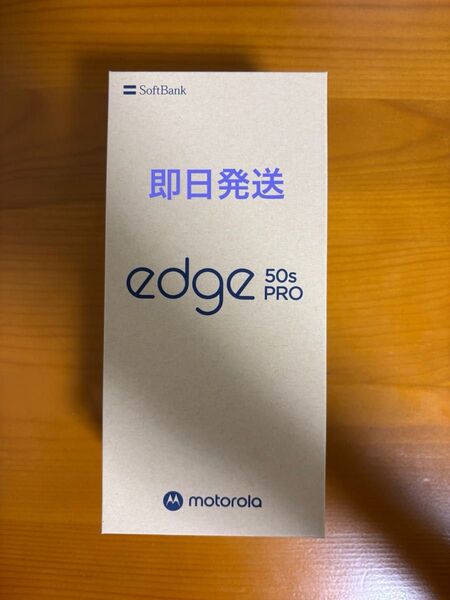 SoftBank
即日発送
edge 50s
PRO
motorola